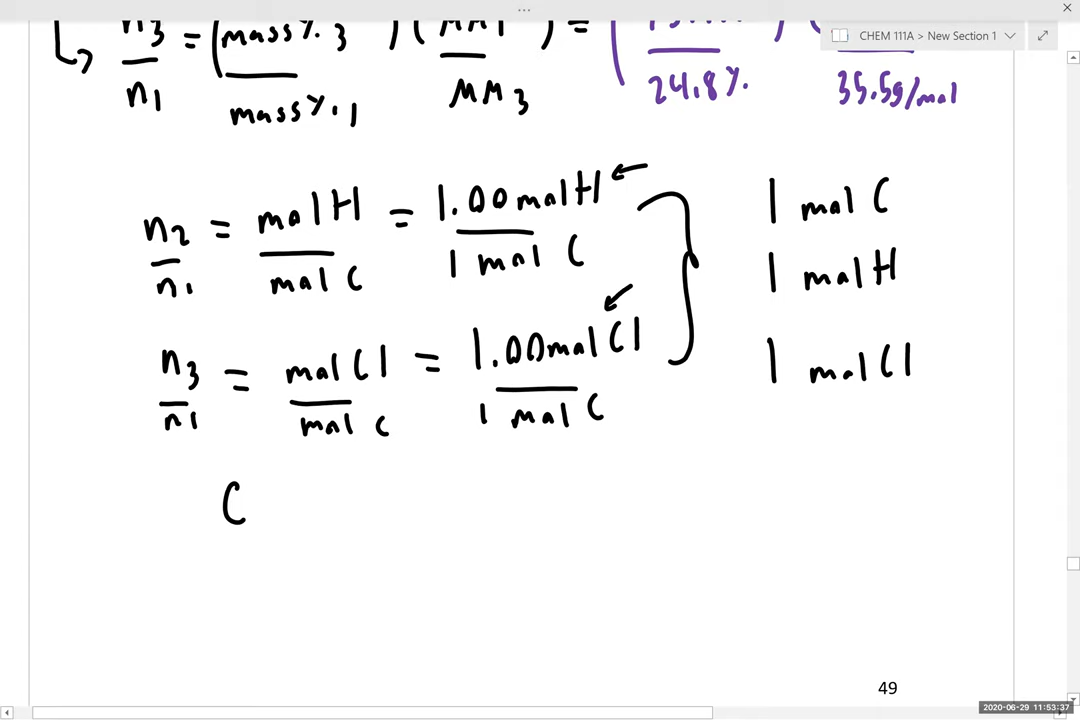 CHEM 111A > New Section 1
n3 = (mass%. 3) ( MM1 ) = (
n1 mass%. 1 MM3 24.8%. 35.5g/mol
n2 = mol H = 1.00 mol H
n1 mol C 1 mol C
1 mol C
1 mol H
n3 = mol Cl = 1.00 mol Cl
n1 mol C 1 mol C
1 mol Cl
C
49
2020-06-29 11:53:37